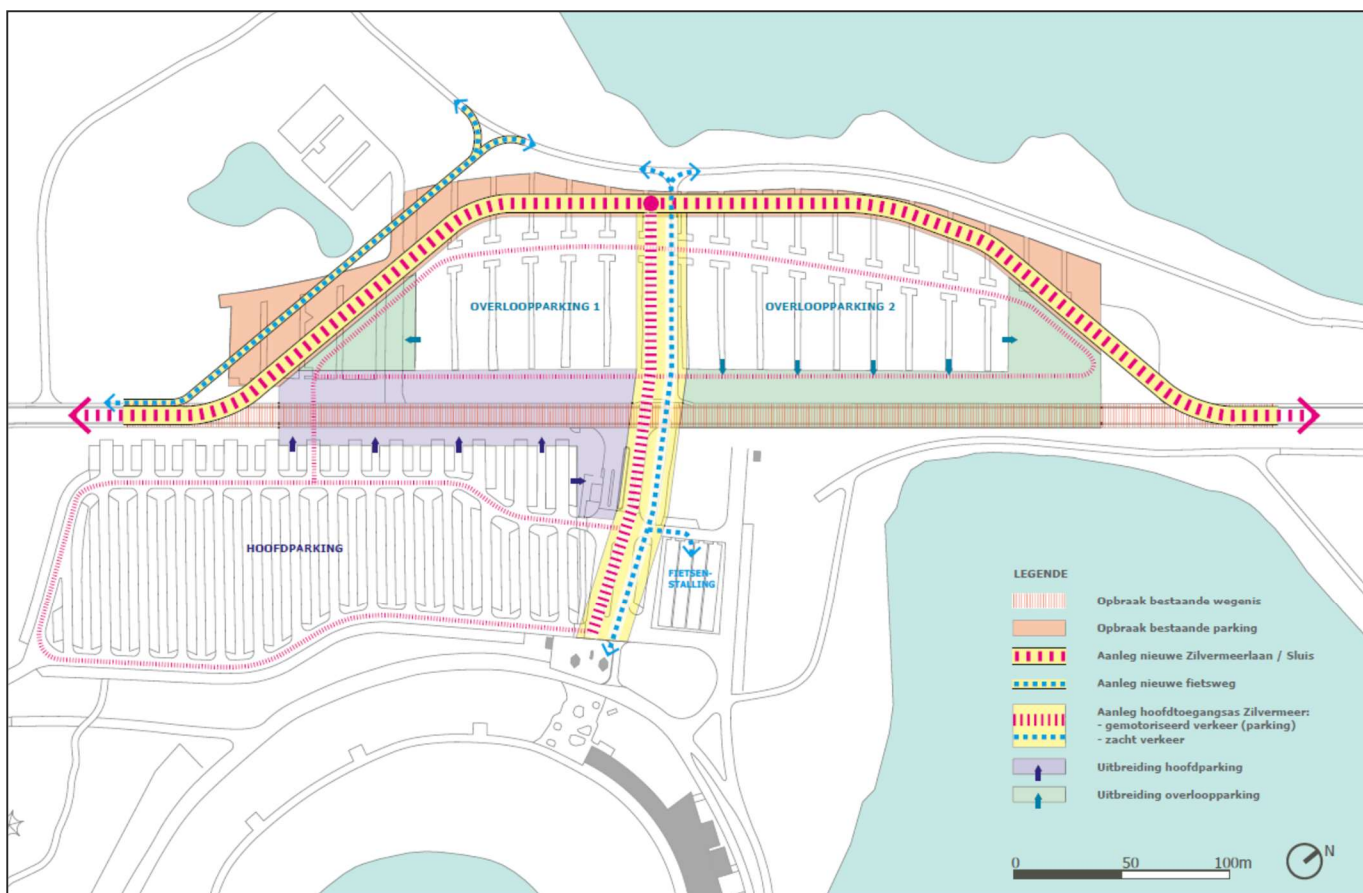 OVERLOOPPARKING 1
OVERLOOPPARKING 2
HOOFDPARKING
FIETSEN-
STALLING
LEGENDE
Opbraak bestaande wegenis
Opbraak bestaande parking
Aanleg nieuwe Zilvermeerlaan / Sluis
Aanleg nieuwe fietsweg
Aanleg hoofdtoegangsas Zilvermeer:
- gemotoriseerd verkeer (parking)
- zacht verkeer
Uitbreiding hoofdparking
Uitbreiding overloopparking
0 50 100m
N